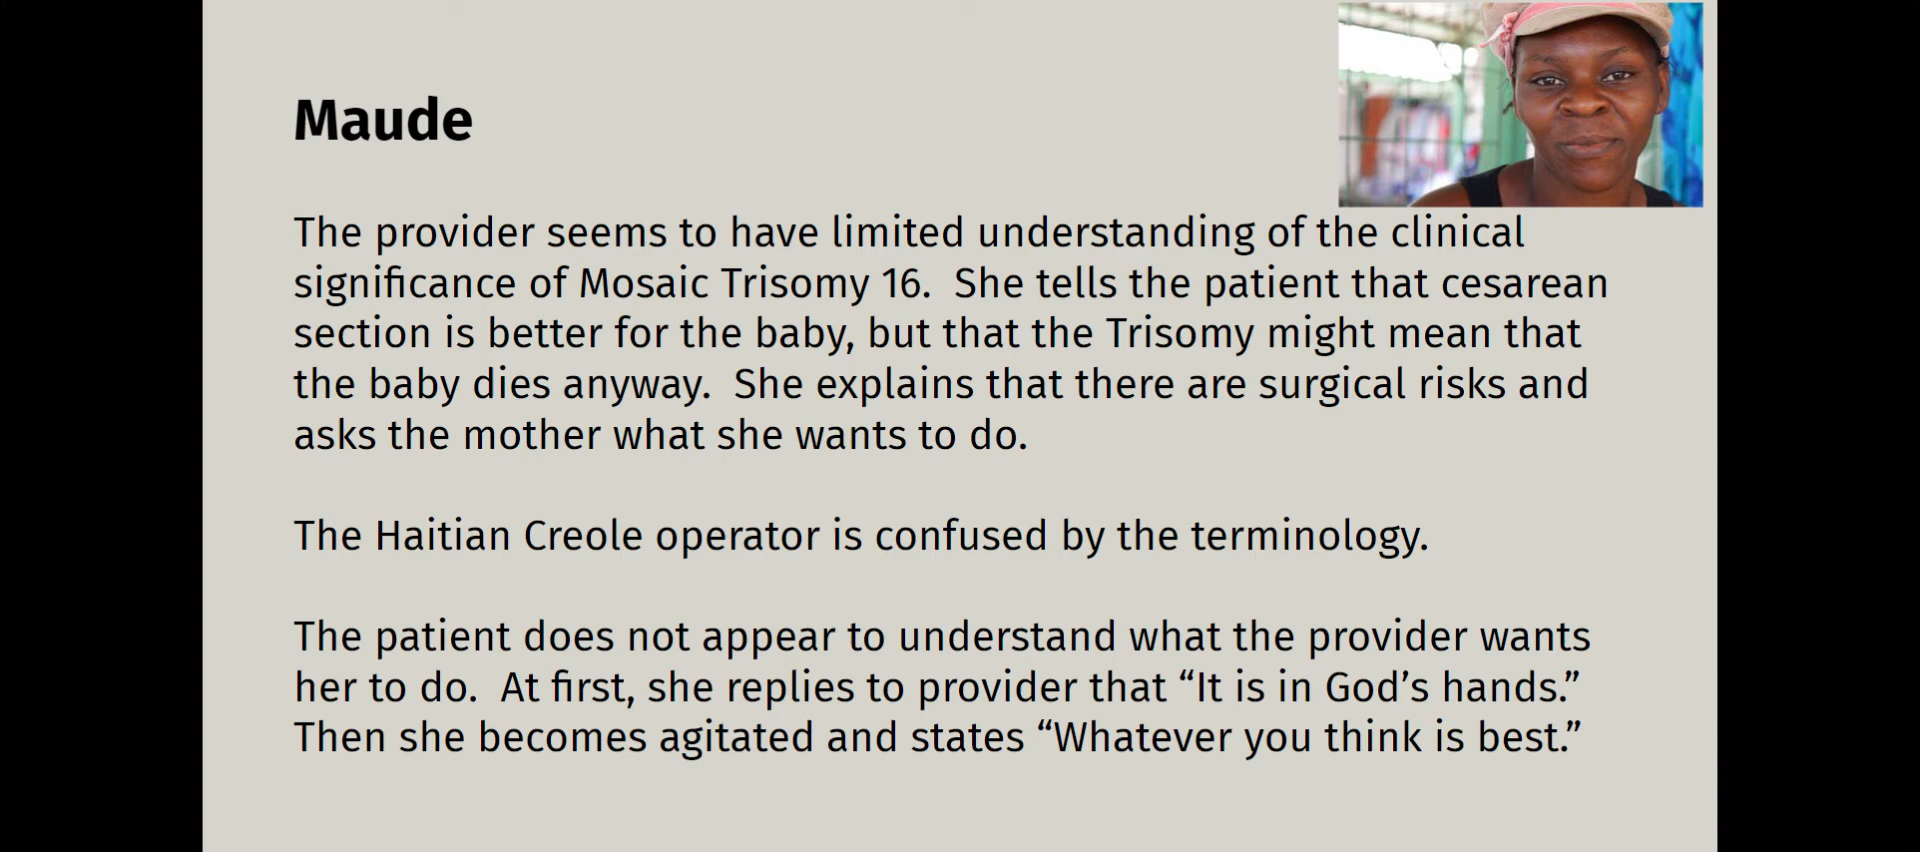 Maude
The provider seems to have limited understanding of the clinical
significance of Mosaic Trisomy 16.  She tells the patient that cesarean
section is better for the baby, but that the Trisomy might mean that
the baby dies anyway.  She explains that there are surgical risks and
asks the mother what she wants to do.
The Haitian Creole operator is confused by the terminology.
The patient does not appear to understand what the provider wants
her to do.  At first, she replies to provider that “It is in God’s hands.”
Then she becomes agitated and states “Whatever you think is best.”